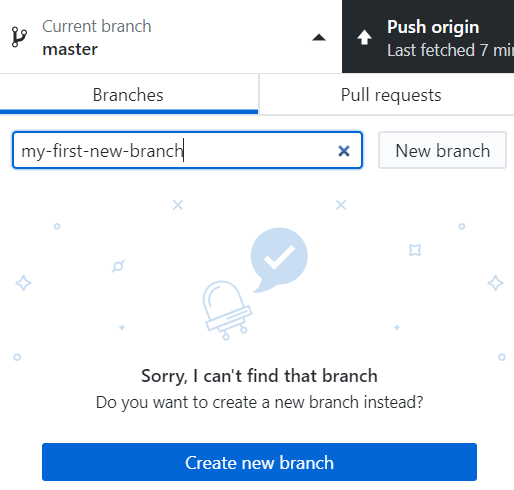 Current branch
master
Push origin
Last fetched 7
Branches
Pull requests
my-first-new-branch
New branch
Sorry, I can't find that branch
Do you want to create a new branch instead?
Create new branch